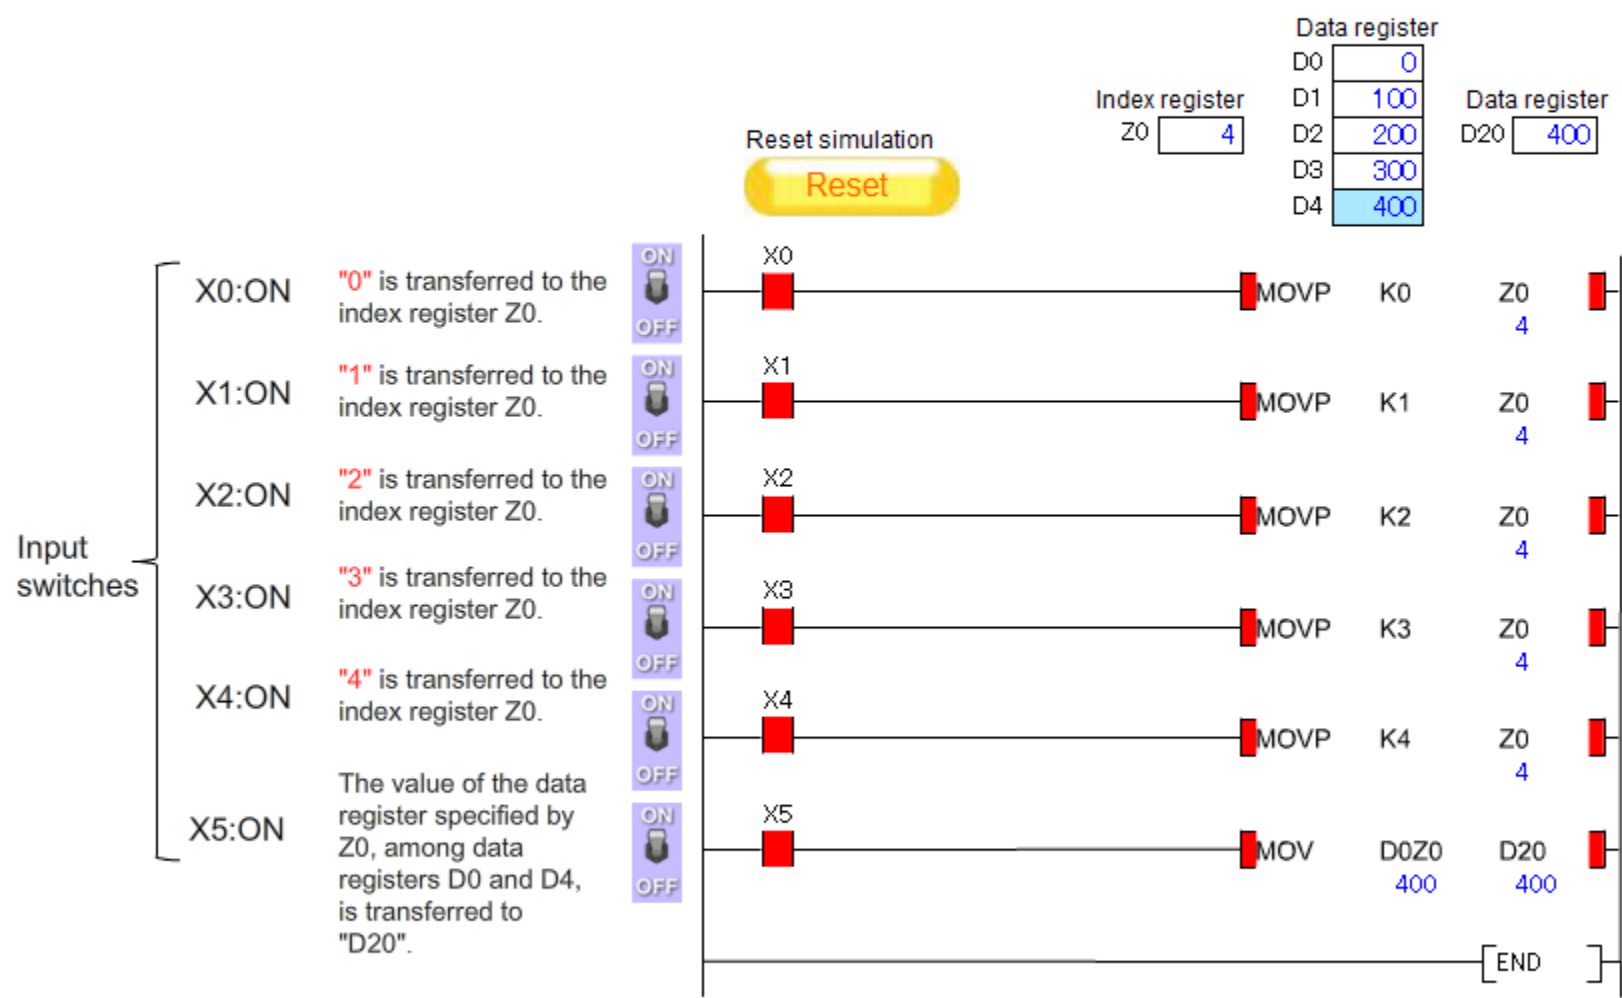 Data register
D0 0
Index register D1 100 Data register
Z0 4 D2 200 D20 400
Reset simulation
D3 300
Reset
D4 400
Input
switches
X0:ON
"0" is transferred to the
index register Z0.
ON
OFF
X0
MOVP K0 Z0
4
X1:ON
"1" is transferred to the
index register Z0.
ON
OFF
X1
MOVP K1 Z0
4
X2:ON
"2" is transferred to the
index register Z0.
ON
OFF
X2
MOVP K2 Z0
4
X3:ON
"3" is transferred to the
index register Z0.
ON
OFF
X3
MOVP K3 Z0
4
X4:ON
"4" is transferred to the
index register Z0.
ON
OFF
X4
MOVP K4 Z0
4
X5:ON
The value of the data
register specified by
Z0, among data
registers D0 and D4,
is transferred to
"D20".
ON
OFF
X5
MOV D0Z0 D20
400 400
END